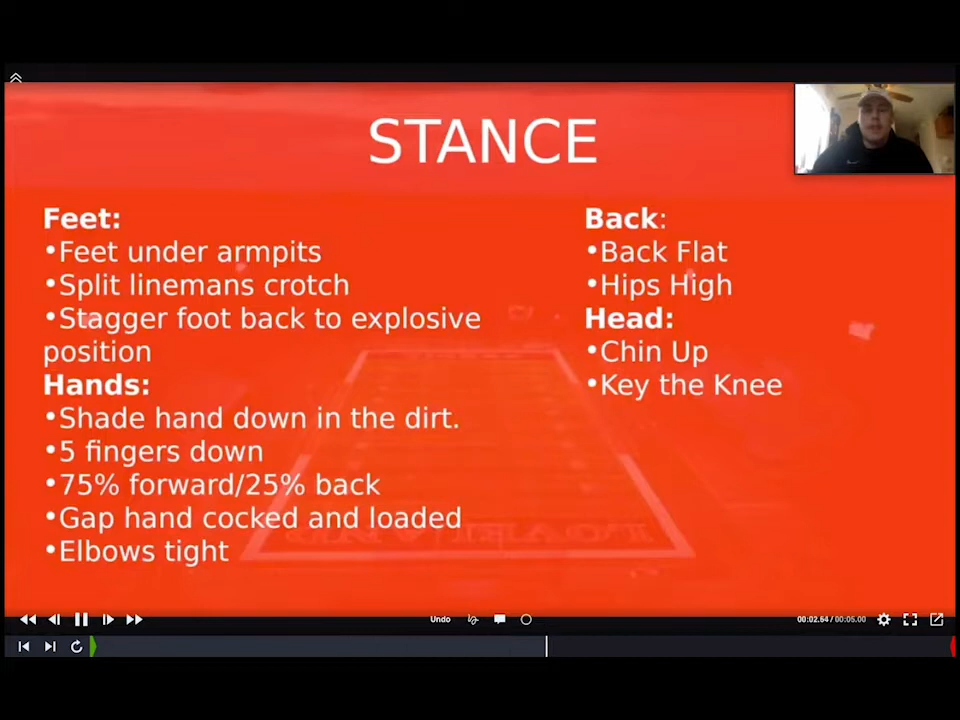 STANCE
Feet:
•Feet under armpits
•Split linemans crotch
•Stagger foot back to explosive
position
Hands:
•Shade hand down in the dirt.
•5 fingers down
•75% forward/25% back
•Gap hand cocked and loaded
•Elbows tight
Back:
•Back Flat
•Hips High
Head:
•Chin Up
•Key the Knee
Undo
00:02.64 / 00:05.00